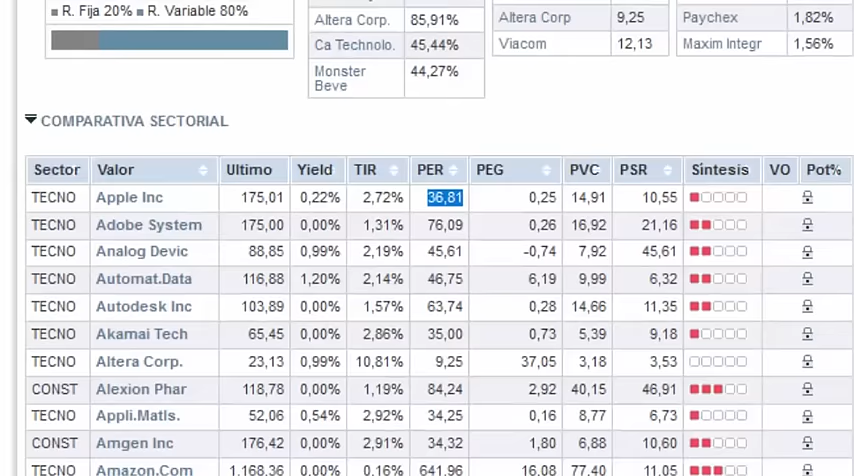 R. Fija 20% R. Variable 80%
Altera Corp. 85,91%
Ca Technolo. 45,44%
Monster Beve 44,27%
Altera Corp 9,25
Viacom 12,13
Paychex 1,82%
Maxim Integr 1,56%
COMPARATIVA SECTORIAL
Sector Valor Ultimo Yield TIR PER PEG PVC PSR Síntesis VO Pot%
TECNO Apple Inc 175,01 0,22% 2,72% 36,81 0,25 14,91 10,55
TECNO Adobe System 175,00 0,00% 1,31% 76,09 0,26 16,92 21,16
TECNO Analog Devic 88,85 0,99% 2,19% 45,61 -0,74 7,92 45,61
TECNO Automat.Data 116,88 1,20% 2,14% 46,75 6,19 9,99 6,32
TECNO Autodesk Inc 103,89 0,00% 1,57% 63,74 0,28 14,66 11,35
TECNO Akamai Tech 65,45 0,00% 2,86% 35,00 0,73 5,39 9,18
TECNO Altera Corp. 23,13 0,99% 10,81% 9,25 37,05 3,18 3,53
CONST Alexion Phar 118,78 0,00% 1,19% 84,24 2,92 40,15 46,91
TECNO Appli.Matls. 52,06 0,54% 2,92% 34,25 0,16 8,77 6,73
CONST Amgen Inc 176,42 0,00% 2,91% 34,32 1,80 6,88 10,60
TECNO Amazon.Com 1.168,36 0,00% 0,16% 641,96 16,08 77,40 11,05